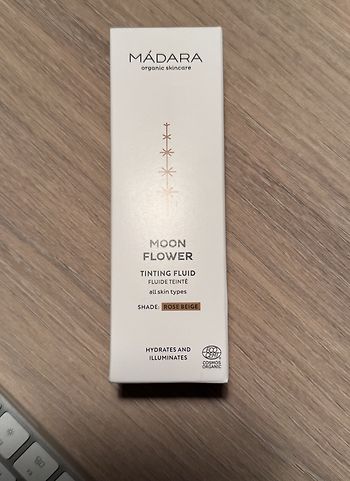 MÁDARA
organic skincare
MOON
FLOWER
TINTING FLUID
FLUIDE TEINTÉ
all skin types
SHADE: ROSE BEIGE
HYDRATES AND
ILLUMINATES
COSMOS
ORGANIC